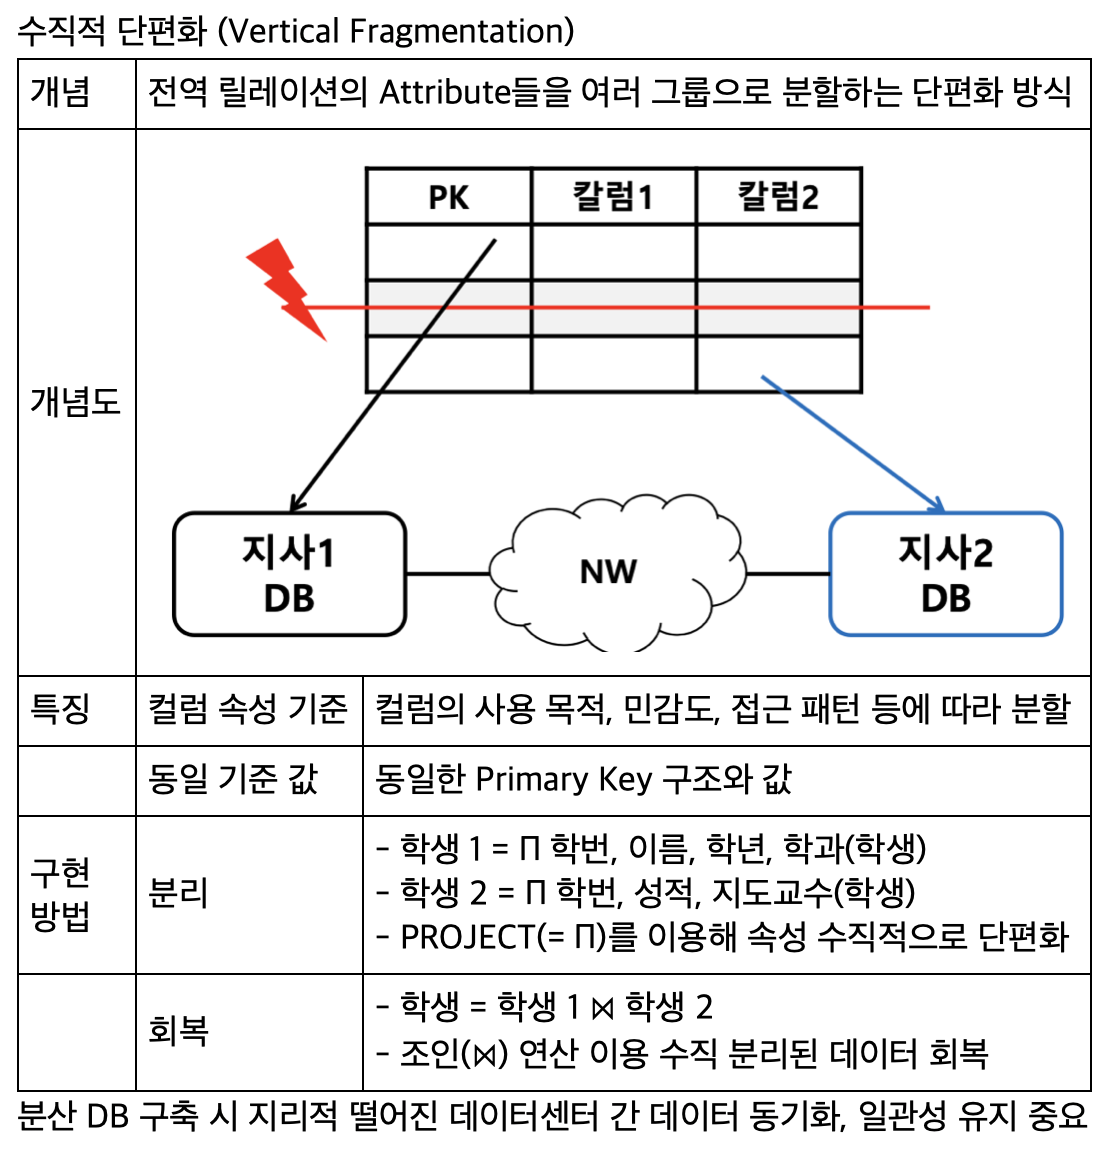 수직적 단편화 (Vertical Fragmentation)
개념
전역 릴레이션의 Attribute들을 여러 그룹으로 분할하는 단편화 방식
개념도
PK
칼럼1
칼럼2
지사1
DB
NW
지사2
DB
특징
컬럼 속성 기준
컬럼의 사용 목적, 민감도, 접근 패턴 등에 따라 분할
동일 기준 값
동일한 Primary Key 구조와 값
구현
방법
분리
- 학생 1 = Π 학번, 이름, 학년, 학과(학생)
- 학생 2 = Π 학번, 성적, 지도교수(학생)
- PROJECT(= Π)를 이용해 속성 수직적으로 단편화
회복
- 학생 = 학생 1 ⋈ 학생 2
- 조인(⋈) 연산 이용 수직 분리된 데이터 회복
분산 DB 구축 시 지리적 떨어진 데이터센터 간 데이터 동기화, 일관성 유지 중요